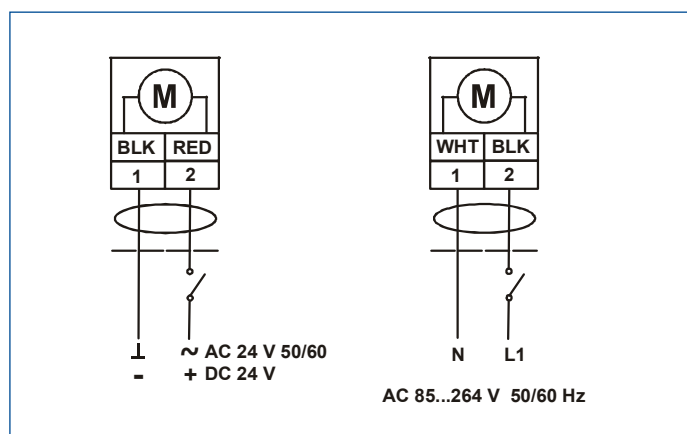 M
BLK RED
1 2
⊥ ~ AC 24 V 50/60
- + DC 24 V
M
WHT BLK
1 2
N L1
AC 85...264 V 50/60 Hz